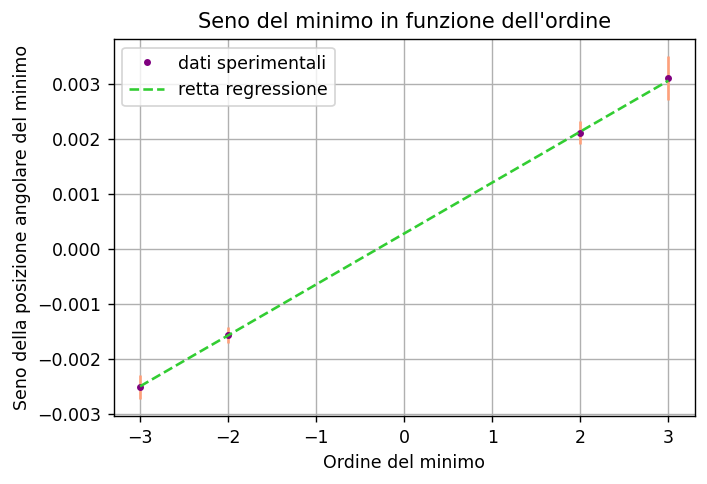 Seno del minimo in funzione dell'ordine
dati sperimentali
retta regressione
Seno della posizione angolare del minimo
0.003
0.002
0.001
0.000
−0.001
−0.002
−0.003
−3
−2
−1
0
1
2
3
Ordine del minimo